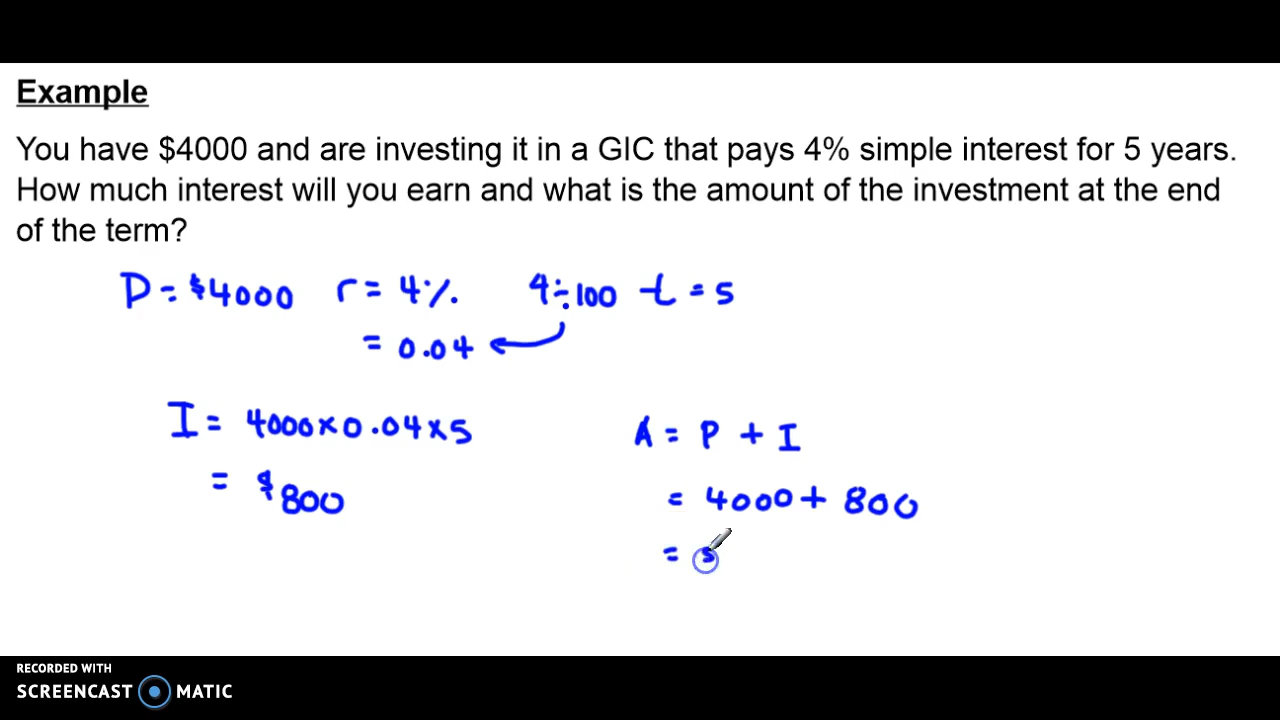 Example
You have $4000 and are investing it in a GIC that pays 4% simple interest for 5 years.
How much interest will you earn and what is the amount of the investment at the end
of the term?
P = $4000 r = 4% 4 ÷ 100 t = 5
= 0.04
I = 4000 × 0.04 × 5
= $800
A = P + I
= 4000 + 800
=
RECORDED WITH
SCREENCAST MATIC